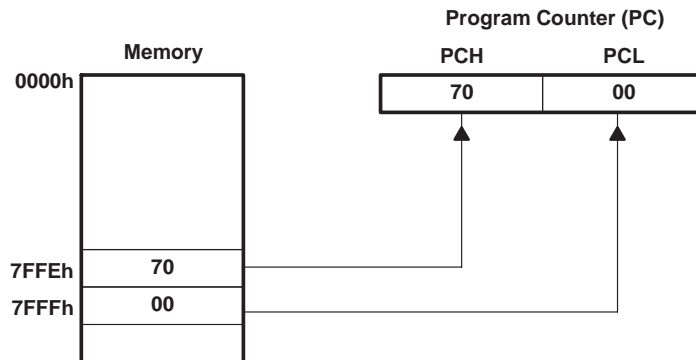 Program Counter (PC)
Memory
PCH PCL
0000h
70 00
7FFEh 70
7FFFh 00